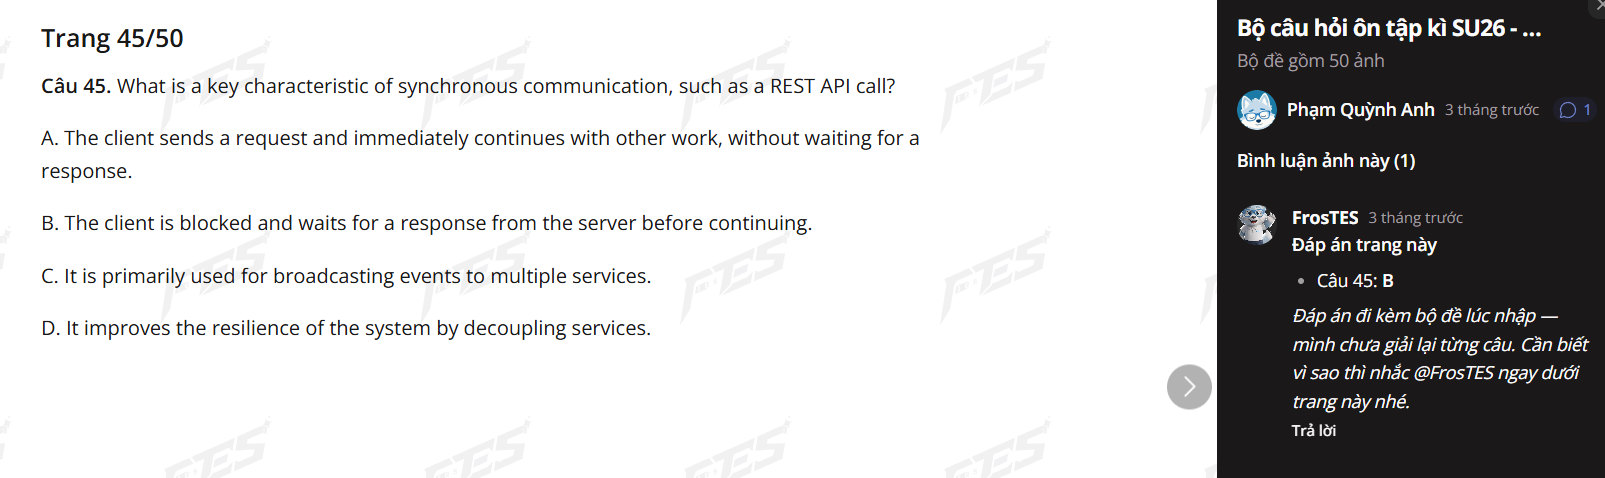 Trang 45/50
Câu 45. What is a key characteristic of synchronous communication, such as a REST API call?
A. The client sends a request and immediately continues with other work, without waiting for a
response.
B. The client is blocked and waits for a response from the server before continuing.
C. It is primarily used for broadcasting events to multiple services.
D. It improves the resilience of the system by decoupling services.
Bộ câu hỏi ôn tập kì SU26 - ...
Bộ đề gồm 50 ảnh
Phạm Quỳnh Anh 3 tháng trước 1
Bình luận ảnh này (1)
FrosTES 3 tháng trước
Đáp án trang này
• Câu 45: B
Đáp án đi kèm bộ đề lúc nhập —
mình chưa giải lại từng câu. Cần biết
vì sao thì nhắc @FrosTES ngay dưới
trang này nhé.
Trả lời